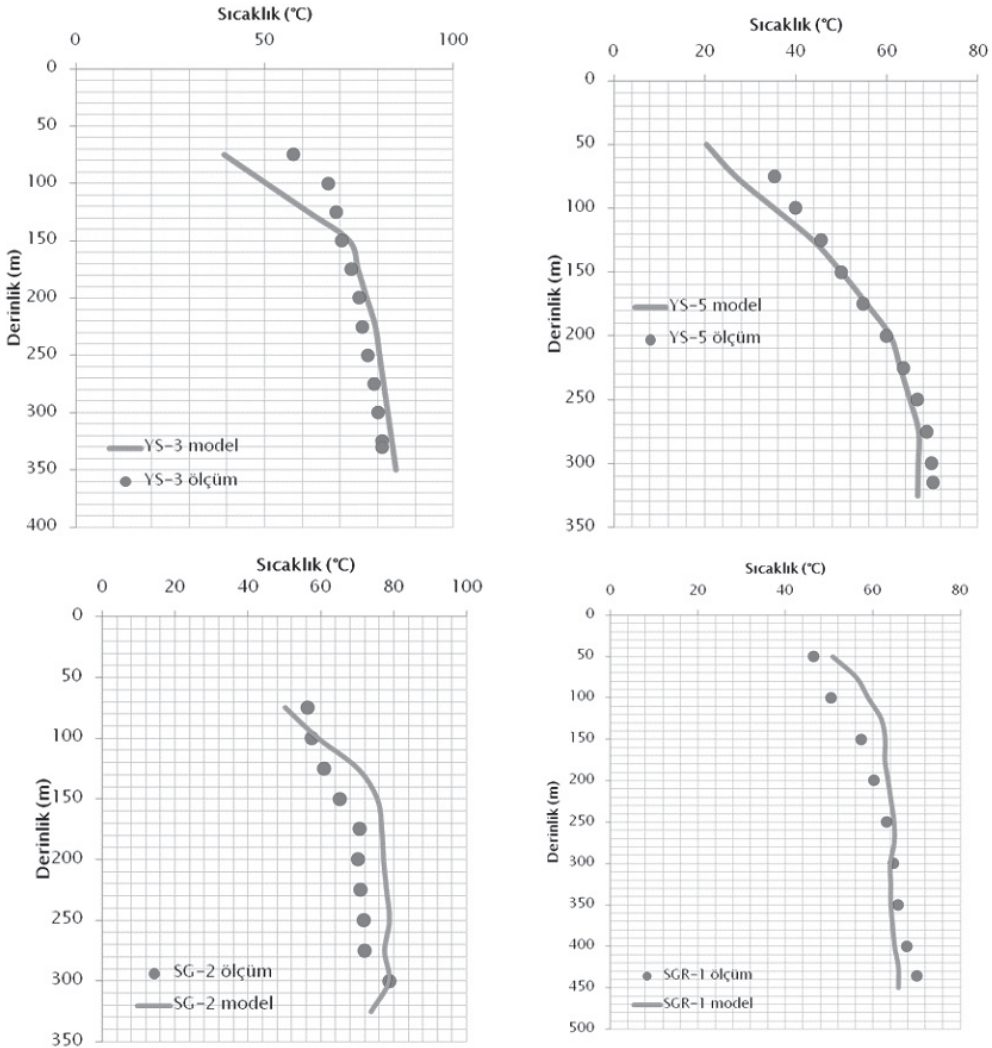 Sıcaklık (°C)
0 50 100
0
50
100
150
200
250
300
350
400
Derinlik (m)
YS-3 model
YS-3 ölçüm
Sıcaklık (°C)
0 20 40 60 80
0
50
100
150
200
250
300
350
Derinlik (m)
YS-5 model
YS-5 ölçüm
Sıcaklık (°C)
0 20 40 60 80 100
0
50
100
150
200
250
300
350
Derinlik (m)
SG-2 ölçüm
SG-2 model
Sıcaklık (°C)
0 20 40 60 80
0
50
100
150
200
250
300
350
400
450
500
Derinlik (m)
SGR-1 ölçüm
SGR-1 model